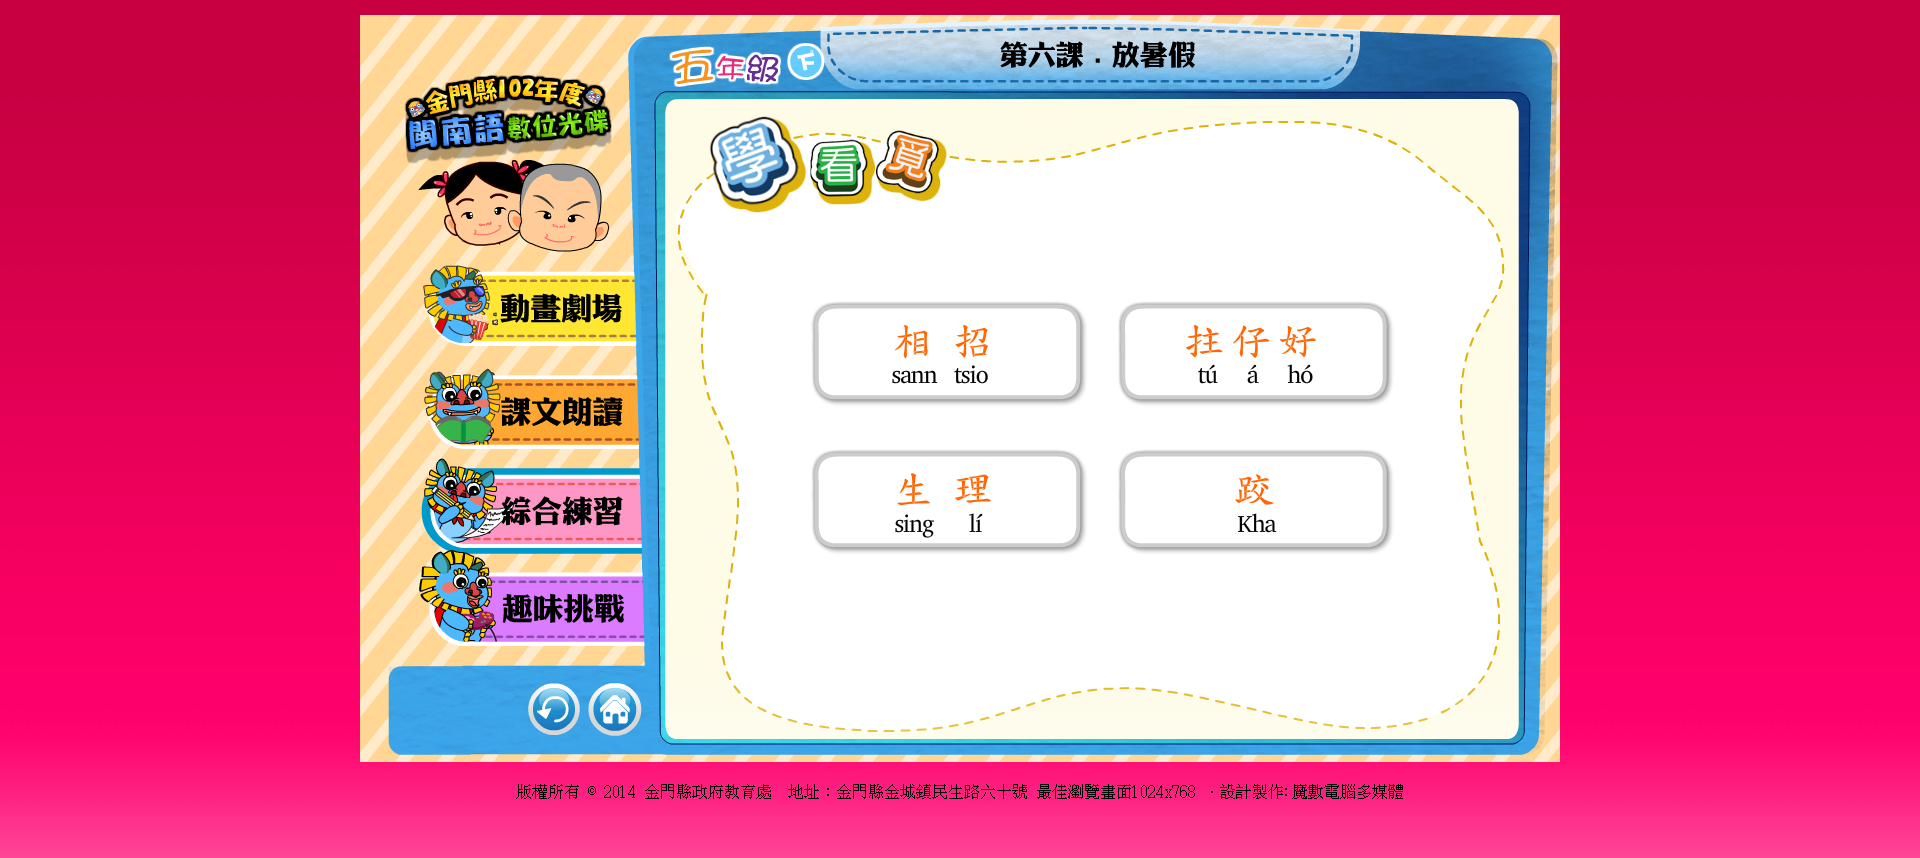 金門縣102年度
閩南語數位光碟
動畫劇場
課文朗讀
綜合練習
趣味挑戰
五年級 下
第六課．放暑假
學看覓
相 招
sann tsio
拄 仔 好
tú á hó
生 理
sing lí
跤
Kha
版權所有 © 2014 金門縣政府教育處 地址：金門縣金城鎮民生路六十號 最佳瀏覽畫面1024x768 ‧設計製作:魔數電腦多媒體